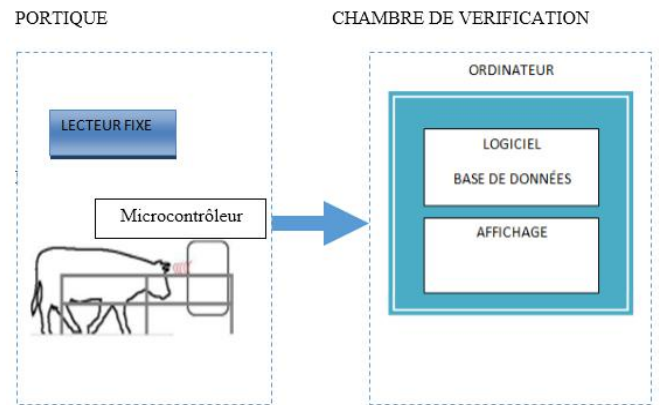 PORTIQUE
CHAMBRE DE VERIFICATION
LECTEUR FIXE
Microcontrôleur
ORDINATEUR
LOGICIEL
BASE DE DONNÉES
AFFICHAGE